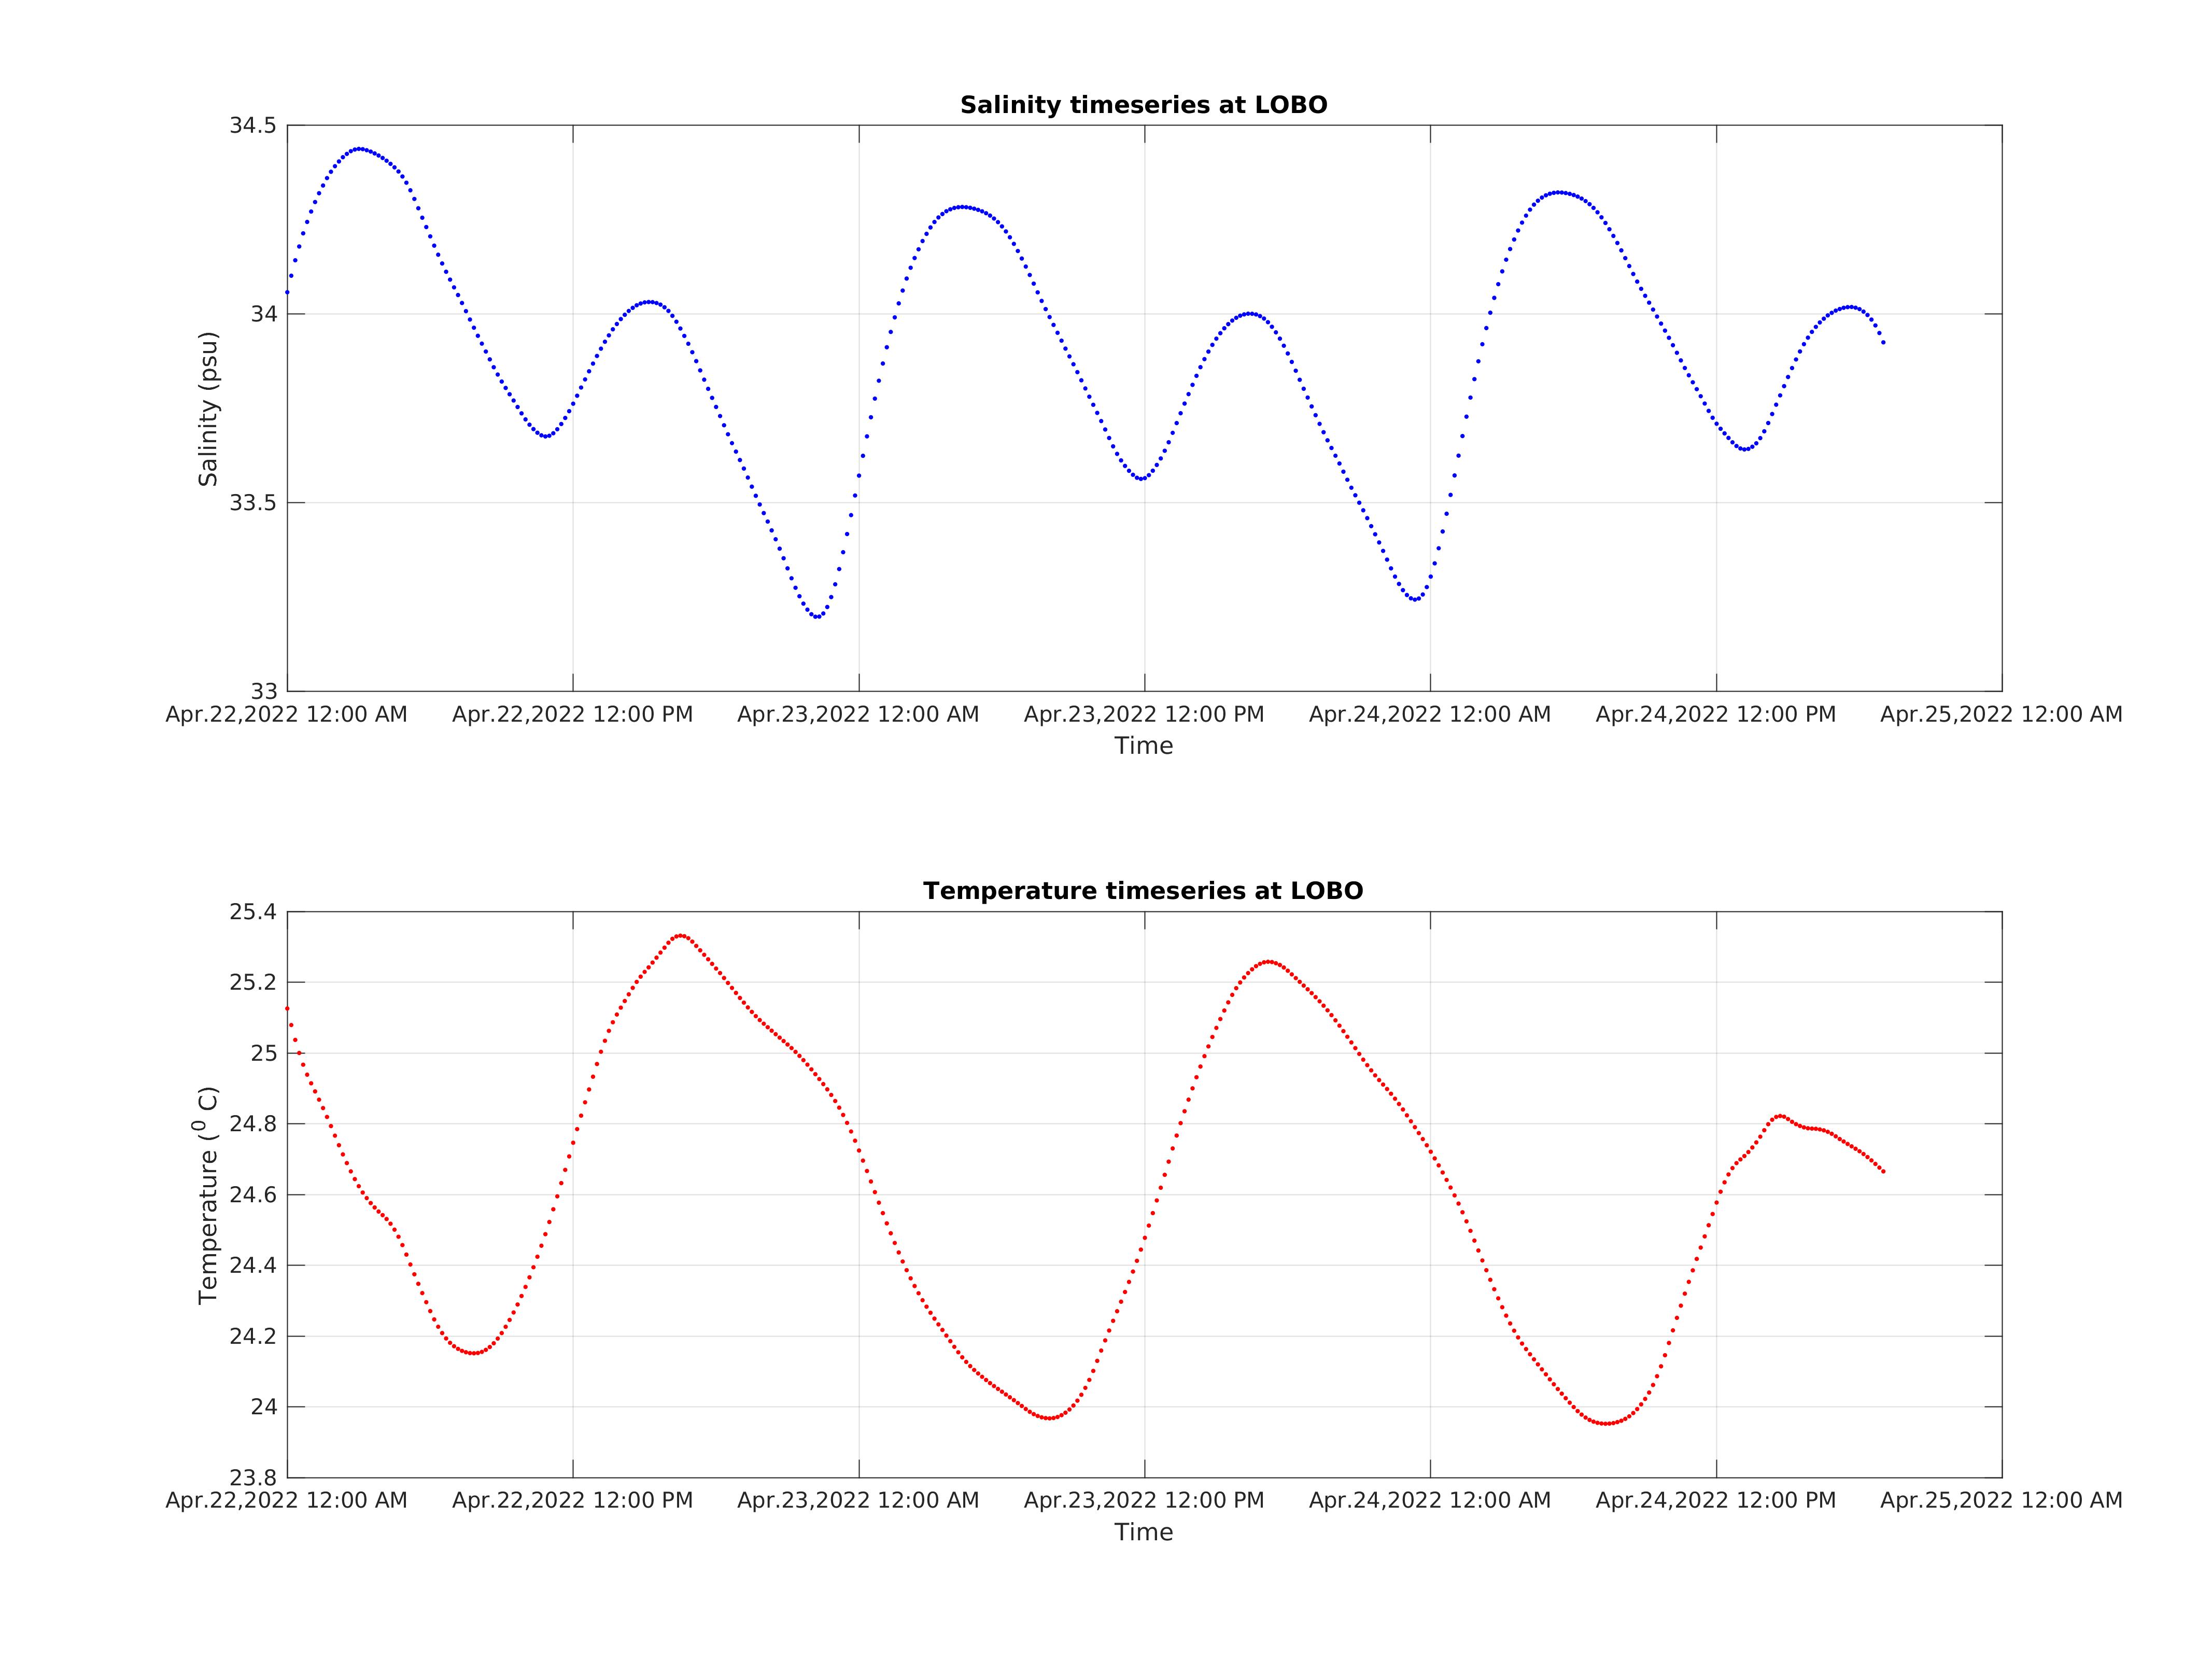 Salinity timeseries at LOBO
34.5
34
33.5
33
Salinity (psu)
Apr.22,2022 12:00 AM Apr.22,2022 12:00 PM Apr.23,2022 12:00 AM Apr.23,2022 12:00 PM Apr.24,2022 12:00 AM Apr.24,2022 12:00 PM Apr.25,2022 12:00 AM
Time
Temperature timeseries at LOBO
25.4
25.2
25
24.8
24.6
24.4
24.2
24
23.8
Temperature (⁰ C)
Apr.22,2022 12:00 AM Apr.22,2022 12:00 PM Apr.23,2022 12:00 AM Apr.23,2022 12:00 PM Apr.24,2022 12:00 AM Apr.24,2022 12:00 PM Apr.25,2022 12:00 AM
Time